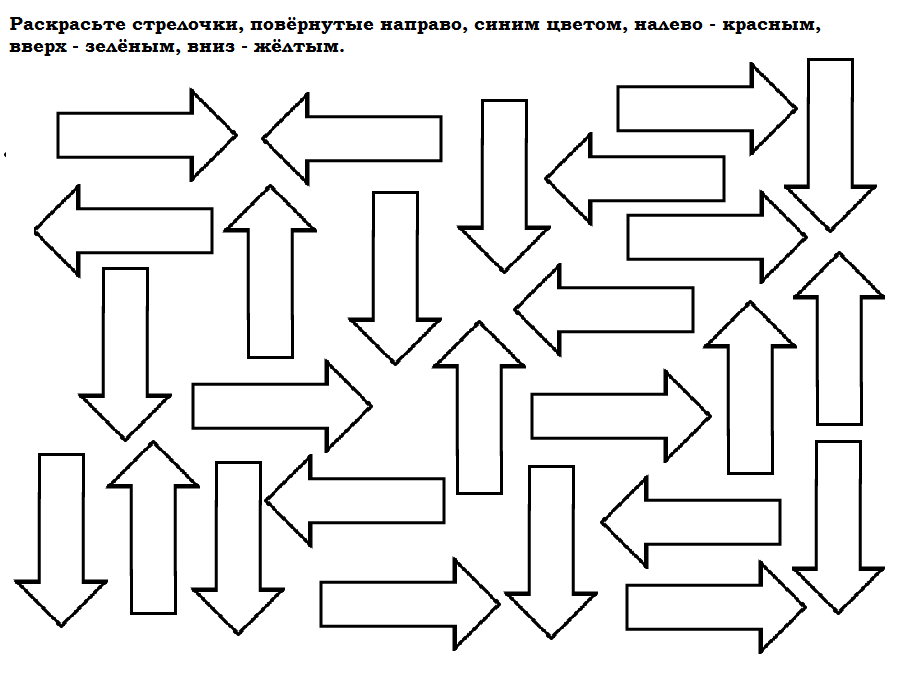 Раскрасьте стрелочки, повёрнутые направо, синим цветом, налево - красным,
вверх - зелёным, вниз - жёлтым.